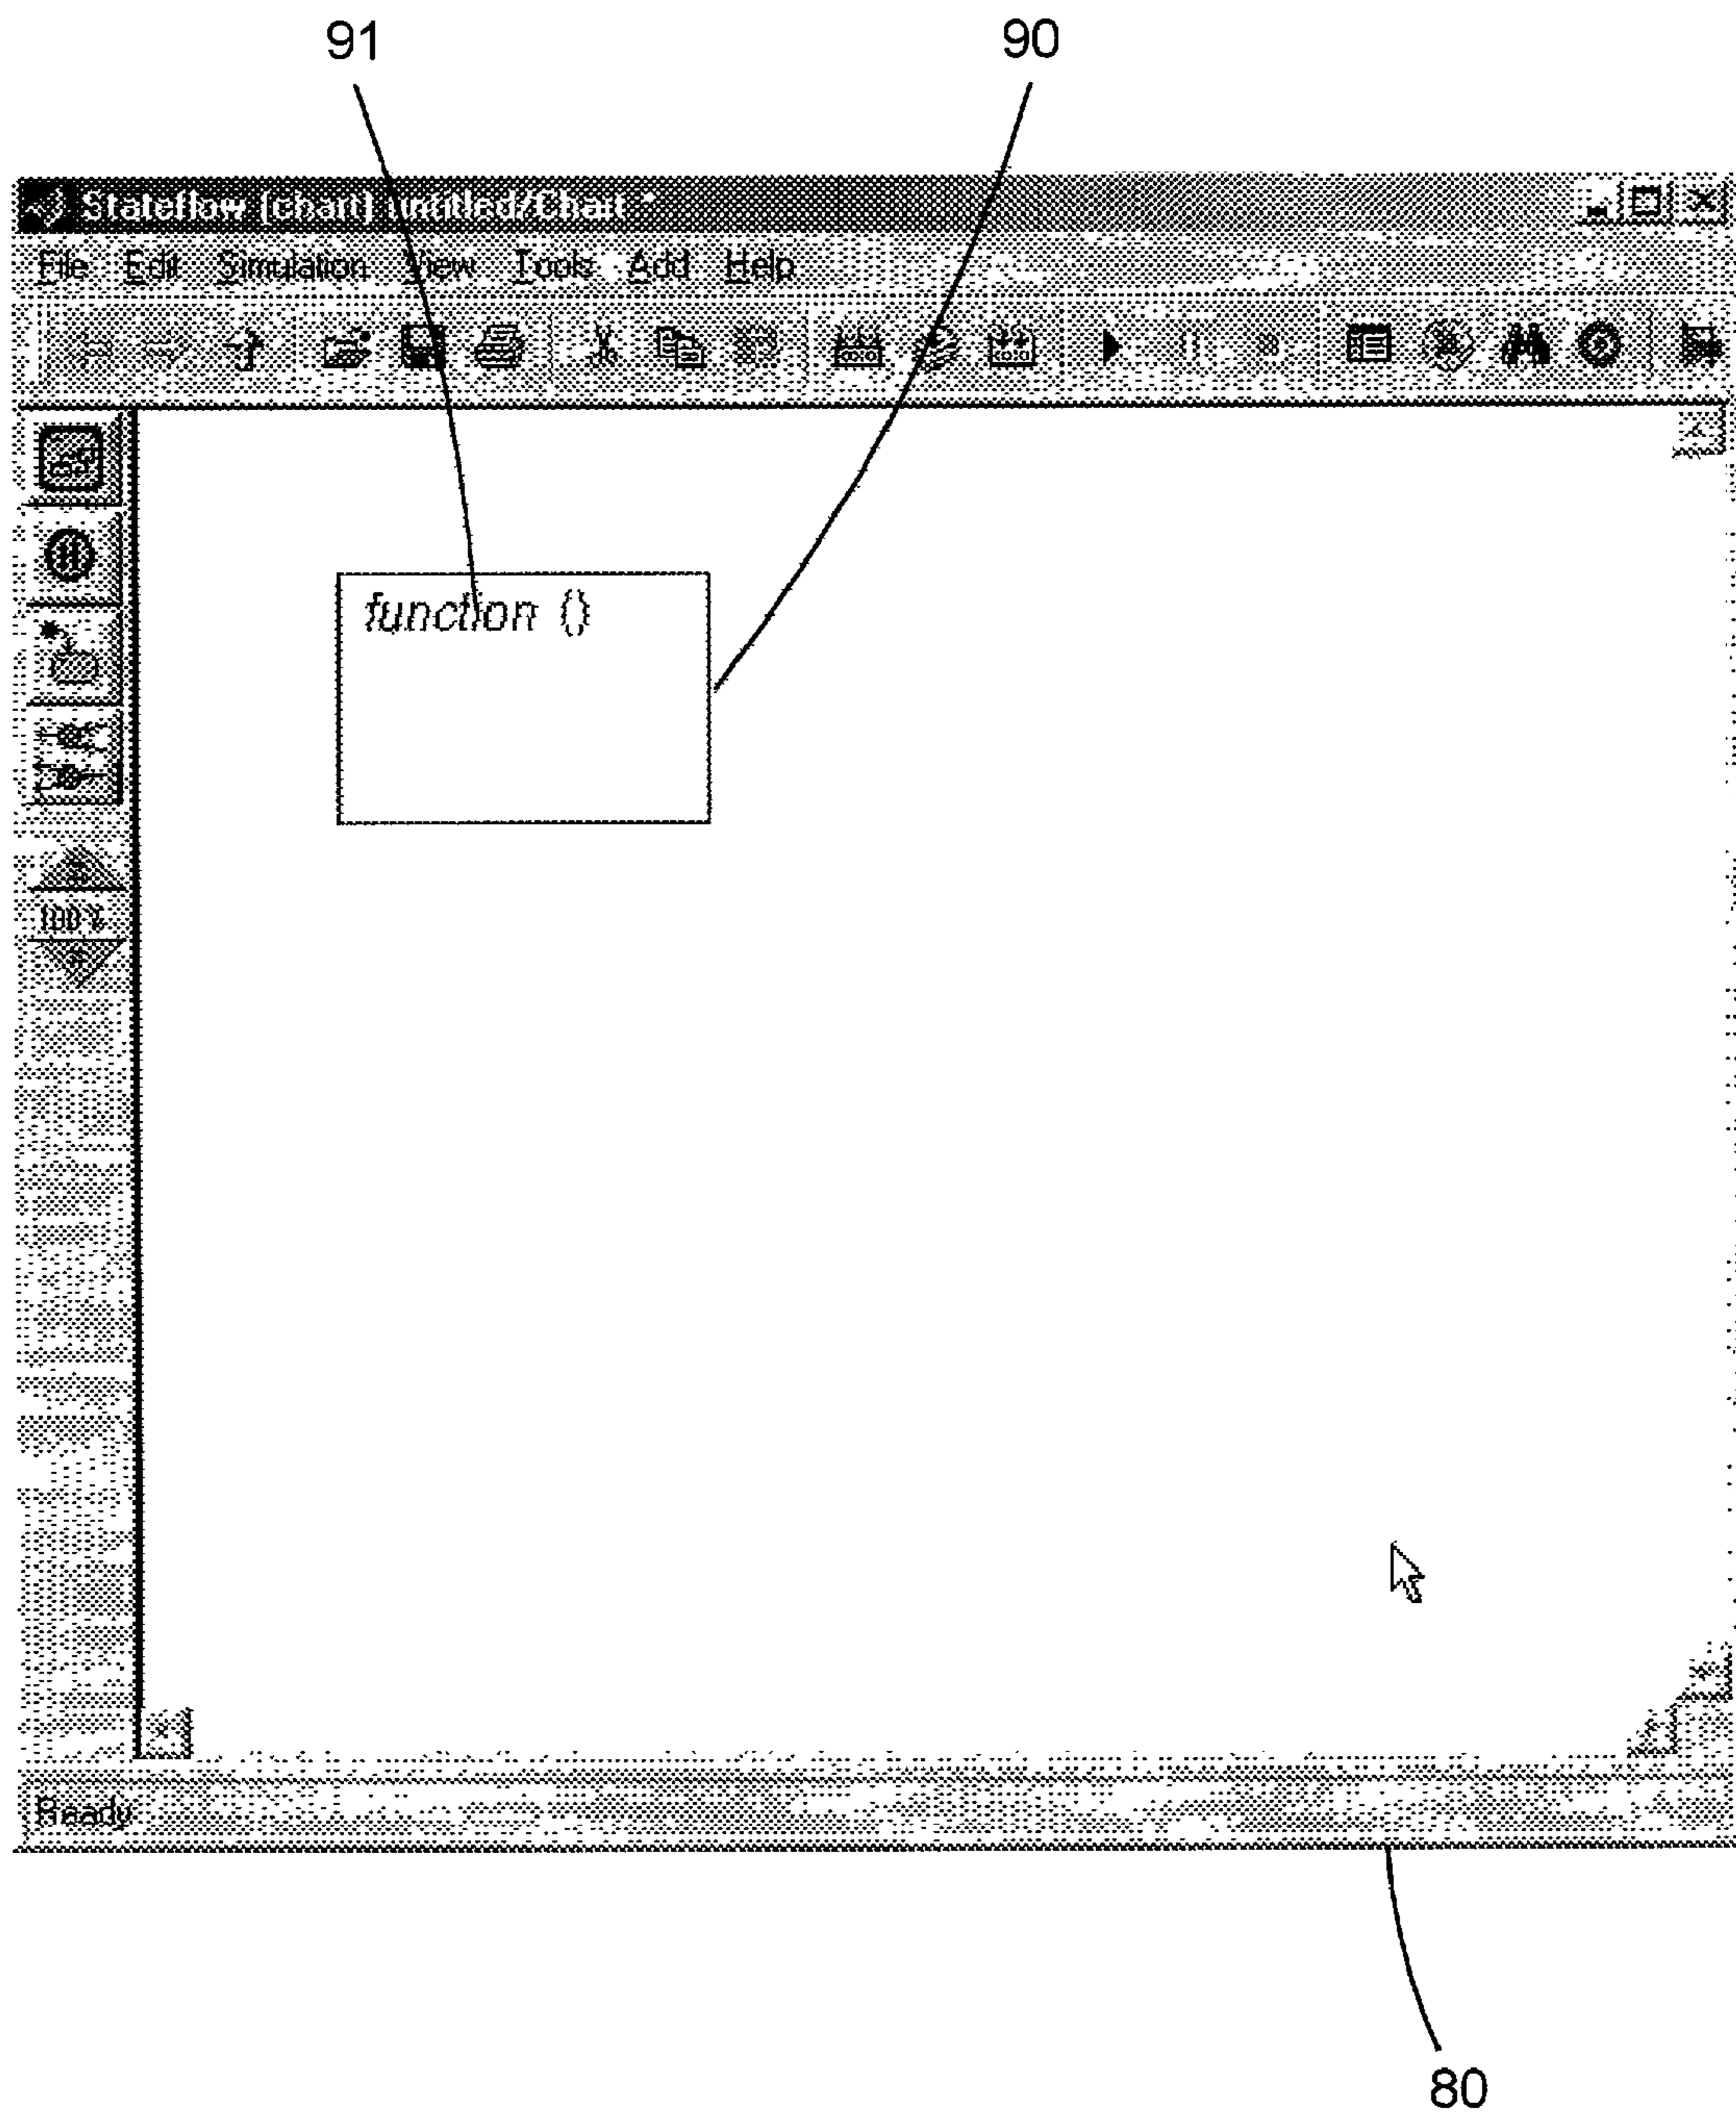 91 90
Stateflow (chart) untitled/Chart *
File Edit Simulation View Tools Add Help
function ()
100 %
Ready
80